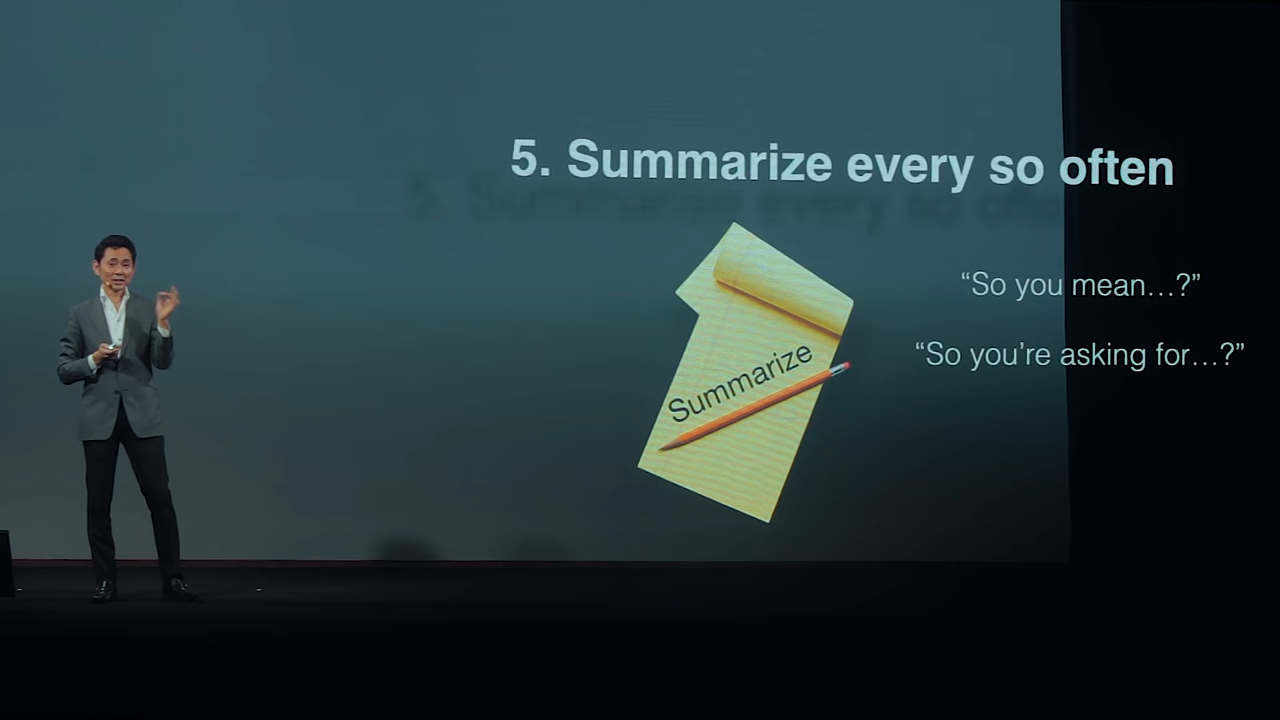 5. Summarize every so often
“So you mean…?”
“So you’re asking for…?”
Summarize